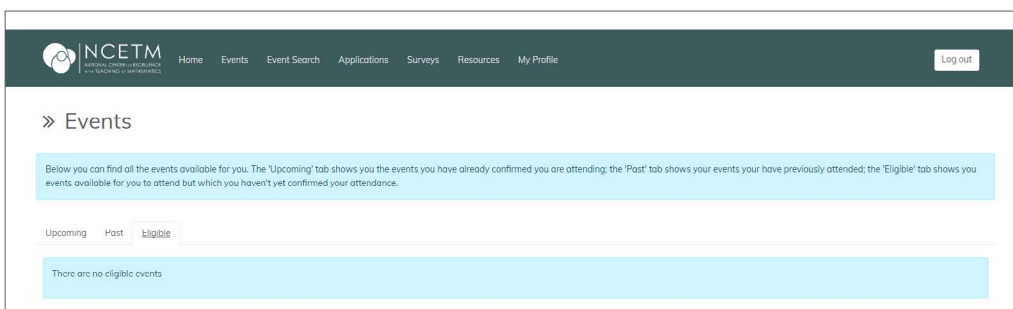 NCETM
NATIONAL CENTRE for EXCELLENCE
in the TEACHING of MATHEMATICS
Home Events Event Search Applications Surveys Resources My Profile
Log out
» Events
Below you can find all the events available for you. The 'Upcoming' tab shows you the events you have already confirmed you are attending; the 'Past' tab shows your events your have previously attended; the 'Eligible' tab shows you
events available for you to attend but which you haven't yet confirmed your attendance.
Upcoming Past Eligible
There are no eligible events